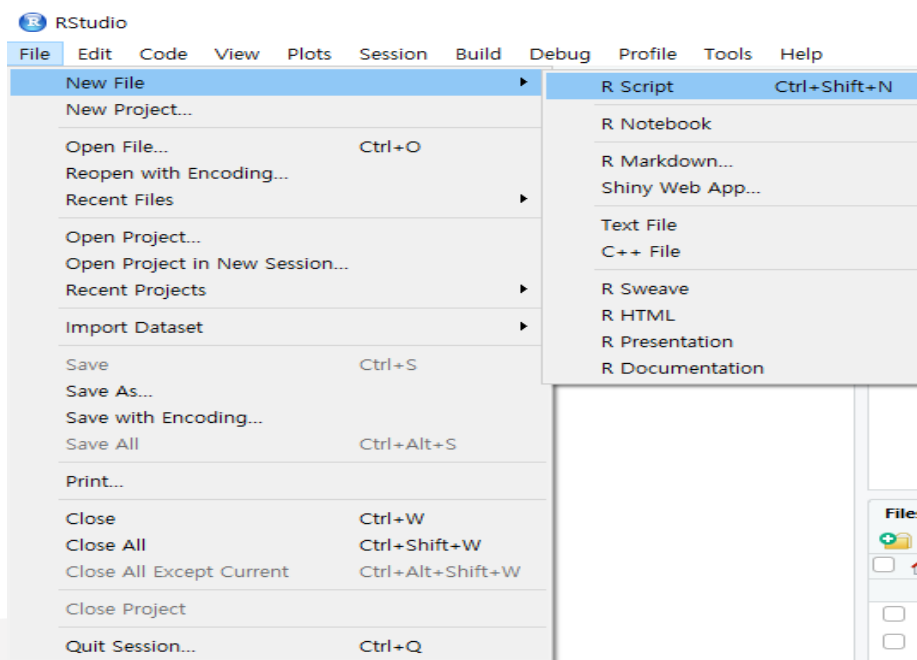 RStudio
File Edit Code View Plots Session Build Debug Profile Tools Help
New File
New Project...
Open File... Ctrl+O
Reopen with Encoding...
Recent Files
Open Project...
Open Project in New Session...
Recent Projects
Import Dataset
Save Ctrl+S
Save As...
Save with Encoding...
Save All Ctrl+Alt+S
Print...
Close Ctrl+W
Close All Ctrl+Shift+W
Close All Except Current Ctrl+Alt+Shift+W
Close Project
Quit Session... Ctrl+Q
R Script Ctrl+Shift+N
R Notebook
R Markdown...
Shiny Web App...
Text File
C++ File
R Sweave
R HTML
R Presentation
R Documentation